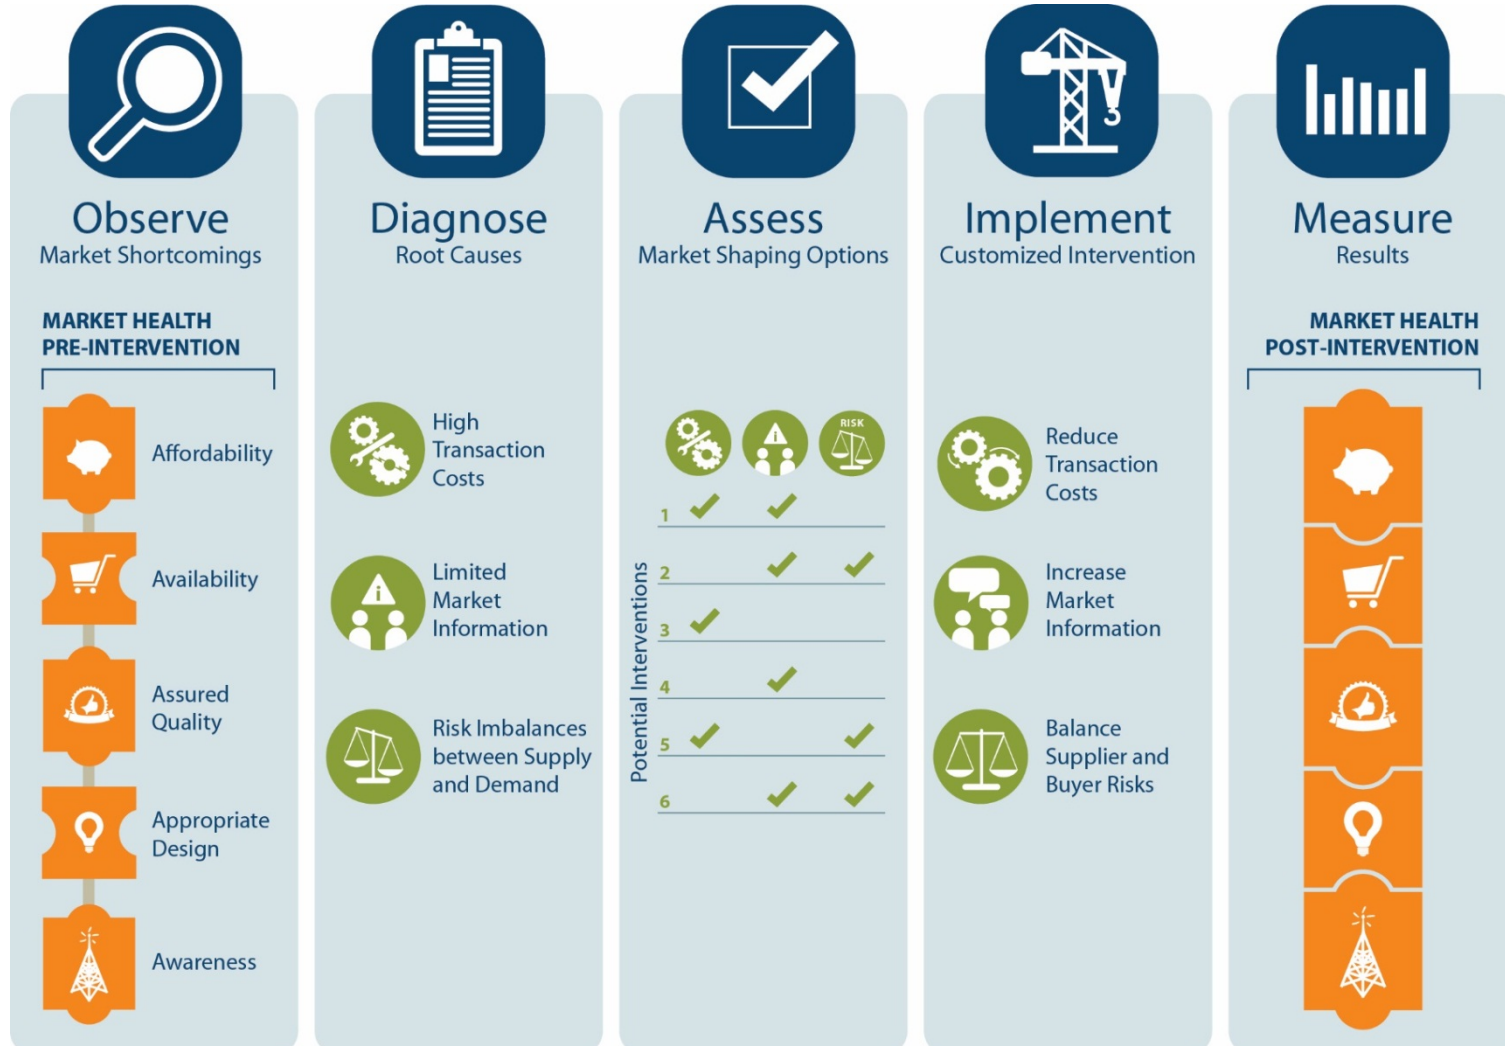 Observe
Market Shortcomings
MARKET HEALTH
PRE-INTERVENTION
Affordability
Availability
Assured
Quality
Appropriate
Design
Awareness
Diagnose
Root Causes
High
Transaction
Costs
Limited
Market
Information
Risk Imbalances
between Supply
and Demand
Assess
Market Shaping Options
RISK
Potential Interventions
1
2
3
4
5
6
Implement
Customized Intervention
Reduce
Transaction
Costs
Increase
Market
Information
Balance
Supplier and
Buyer Risks
Measure
Results
MARKET HEALTH
POST-INTERVENTION